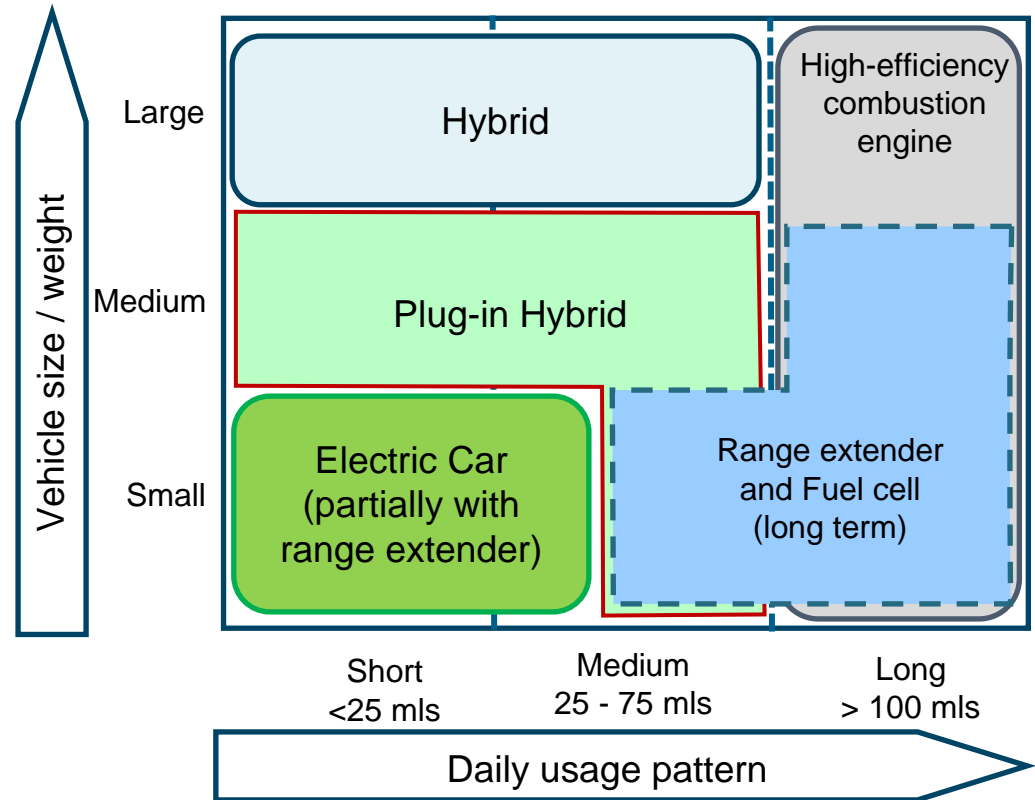 Vehicle size / weight
Large
Medium
Small
Hybrid
High-efficiency
combustion
engine
Plug-in Hybrid
Electric Car
(partially with
range extender)
Range extender
and Fuel cell
(long term)
Short
<25 mls
Medium
25 - 75 mls
Long
> 100 mls
Daily usage pattern